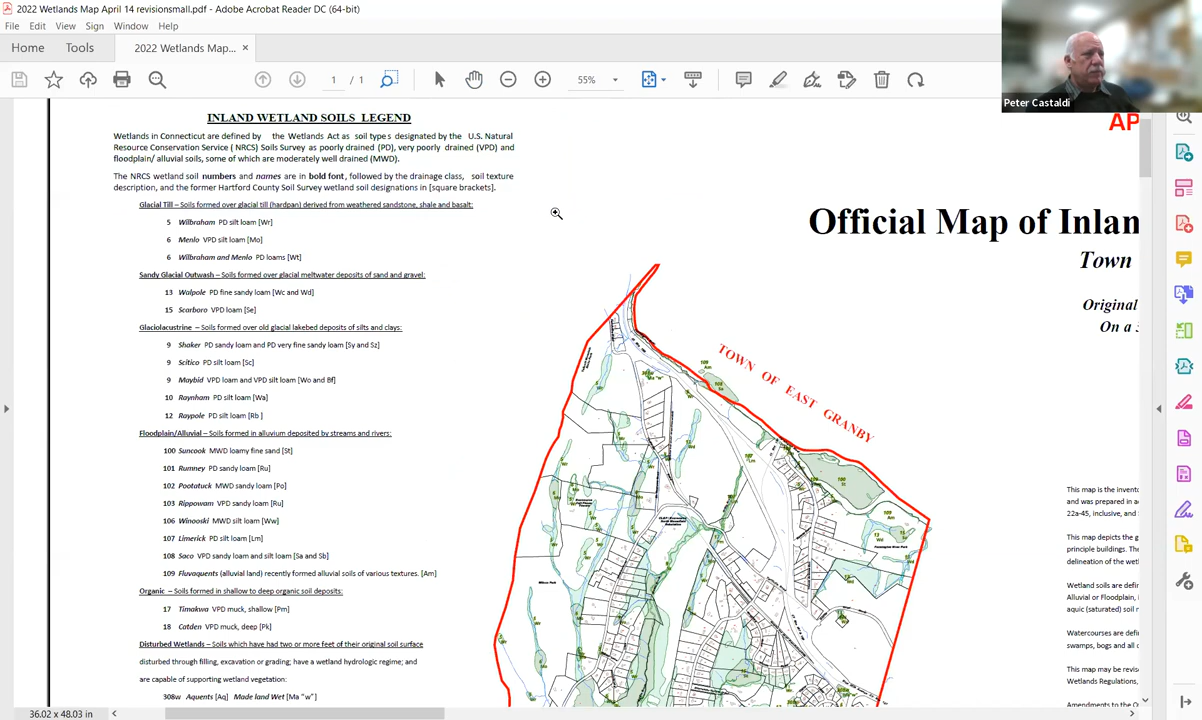 2022 Wetlands Map April 14 revisionsmall.pdf - Adobe Acrobat Reader DC (64-bit)
File Edit View Sign Window Help
Home Tools 2022 Wetlands Map... ×
1 / 1 55%
Peter Castaldi
INLAND WETLAND SOILS LEGEND
Wetlands in Connecticut are defined by the Wetlands Act as soil types designated by the U.S. Natural
Resource Conservation Service ( NRCS) Soils Survey as poorly drained (PD), very poorly drained (VPD) and
floodplain/ alluvial soils, some of which are moderately well drained (MWD).
The NRCS wetland soil numbers and names are in bold font, followed by the drainage class, soil texture
description, and the former Hartford County Soil Survey wetland soil designations in [square brackets].
Glacial Till – Soils formed over glacial till (hardpan) derived from weathered sandstone, shale and basalt:
5 Wilbraham PD silt loam [Wr]
6 Menlo VPD silt loam [Mo]
6 Wilbraham and Menlo PD loams [Wt]
Sandy Glacial Outwash – Soils formed over glacial meltwater deposits of sand and gravel:
13 Walpole PD fine sandy loam [Wc and Wd]
15 Scarboro VPD loam [Se]
Glaciolacustrine – Soils formed over old glacial lakebed deposits of silts and clays:
9 Shaker PD sandy loam and PD very fine sandy loam [Sy and Sz]
9 Scitico PD silt loam [Sc]
9 Maybid VPD loam and VPD silt loam [Wo and Bf]
10 Raynham PD silt loam [Wa]
12 Raypole PD silt loam [Rb ]
Floodplain/Alluvial – Soils formed in alluvium deposited by streams and rivers:
100 Suncook MWD loamy fine sand [St]
101 Rumney PD sandy loam [Ru]
102 Pootatuck MWD sandy loam [Po]
103 Rippowam VPD sandy loam [Ru]
106 Winooski MWD silt loam [Ww]
107 Limerick PD silt loam [Lm]
108 Saco VPD sandy loam and silt loam [Sa and Sb]
109 Fluvaquents (alluvial land) recently formed alluvial soils of various textures. [Am]
Organic – Soils formed in shallow to deep organic soil deposits:
17 Timakwa VPD muck, shallow [Pm]
18 Catden VPD muck, deep [Pk]
Disturbed Wetlands – Soils which have had two or more feet of their original soil surface
disturbed through filling, excavation or grading; have a wetland hydrologic regime; and
are capable of supporting wetland vegetation:
308w Aquents [Aq] Made land Wet [Ma "w"]
AP
Official Map of Inlan
Town
Original
On a
TOWN OF EAST GRANBY
This map is the invento
and was prepared in a
22a-45, inclusive, and
This map depicts the g
principle buildings. The
delineation of the wetl
Wetland soils are defin
Alluvial or Floodplain, i
aquic (saturated) soil r
Watercourses are defi
swamps, bogs and all o
This map may be revis
Wetlands Regulations,
Amendments to the O
36.02 x 48.03 in